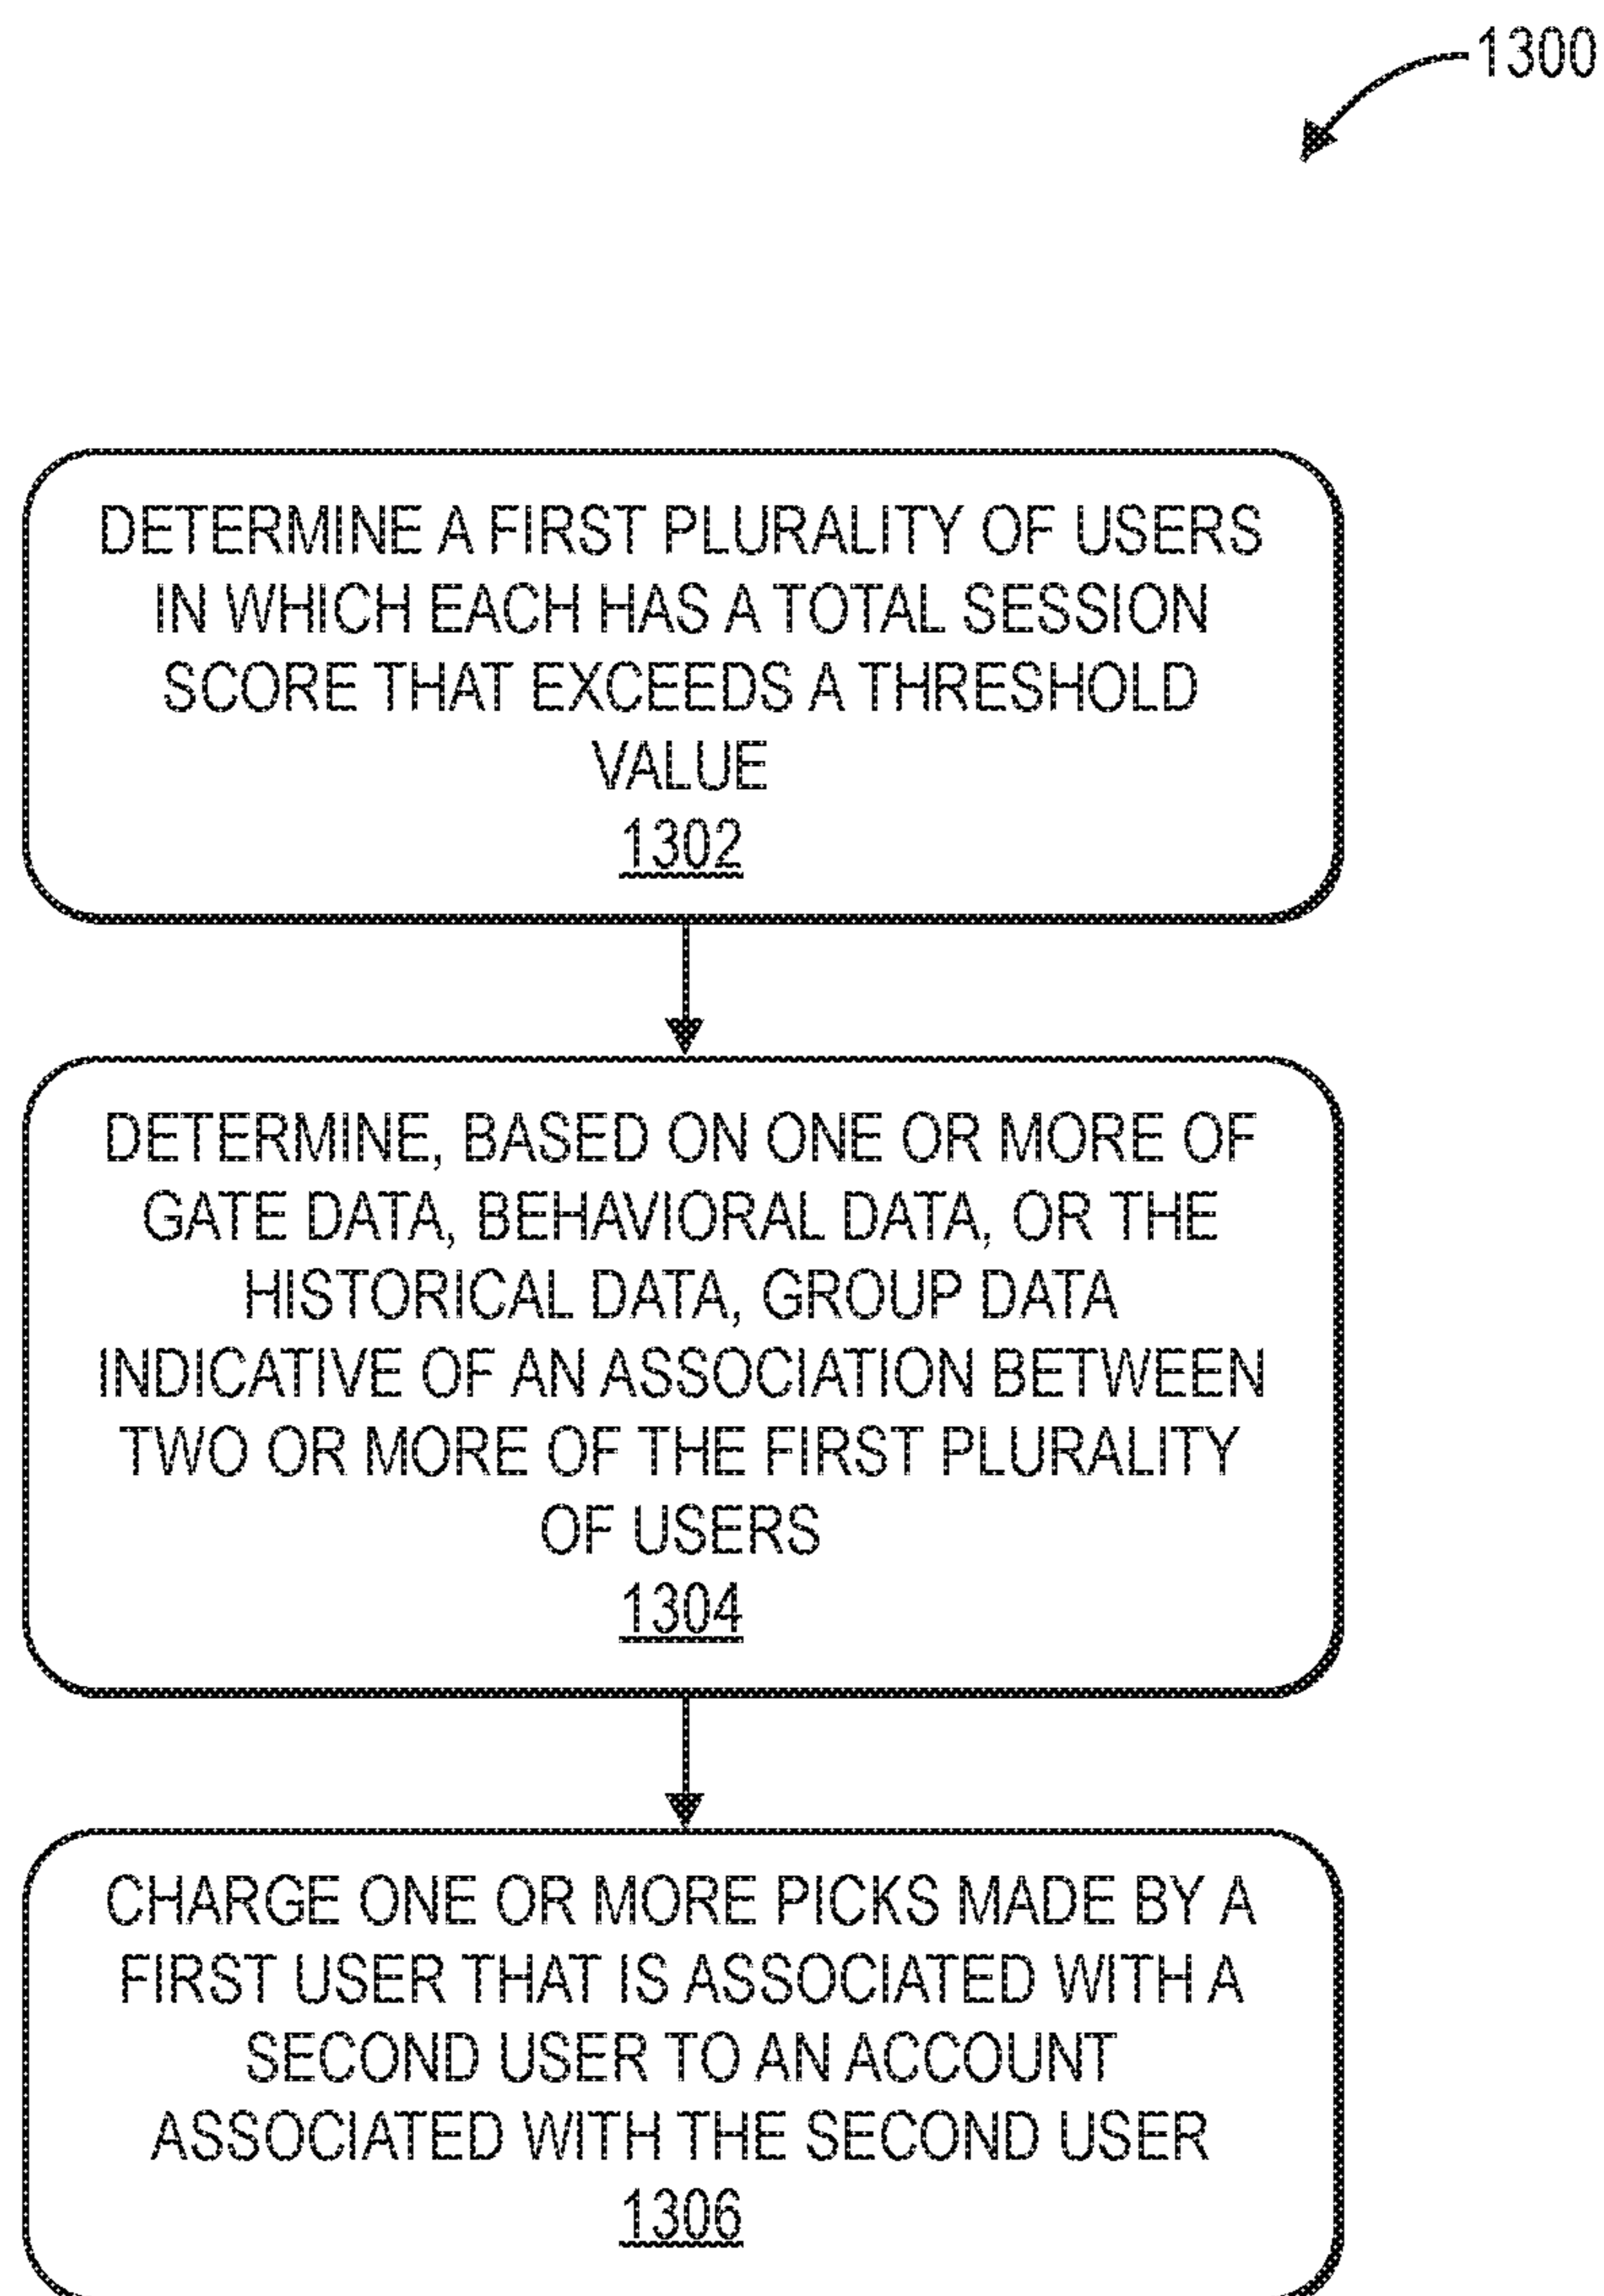 1300
DETERMINE A FIRST PLURALITY OF USERS
IN WHICH EACH HAS A TOTAL SESSION
SCORE THAT EXCEEDS A THRESHOLD
VALUE
1302
DETERMINE, BASED ON ONE OR MORE OF
GATE DATA, BEHAVIORAL DATA, OR THE
HISTORICAL DATA, GROUP DATA
INDICATIVE OF AN ASSOCIATION BETWEEN
TWO OR MORE OF THE FIRST PLURALITY
OF USERS
1304
CHARGE ONE OR MORE PICKS MADE BY A
FIRST USER THAT IS ASSOCIATED WITH A
SECOND USER TO AN ACCOUNT
ASSOCIATED WITH THE SECOND USER
1306